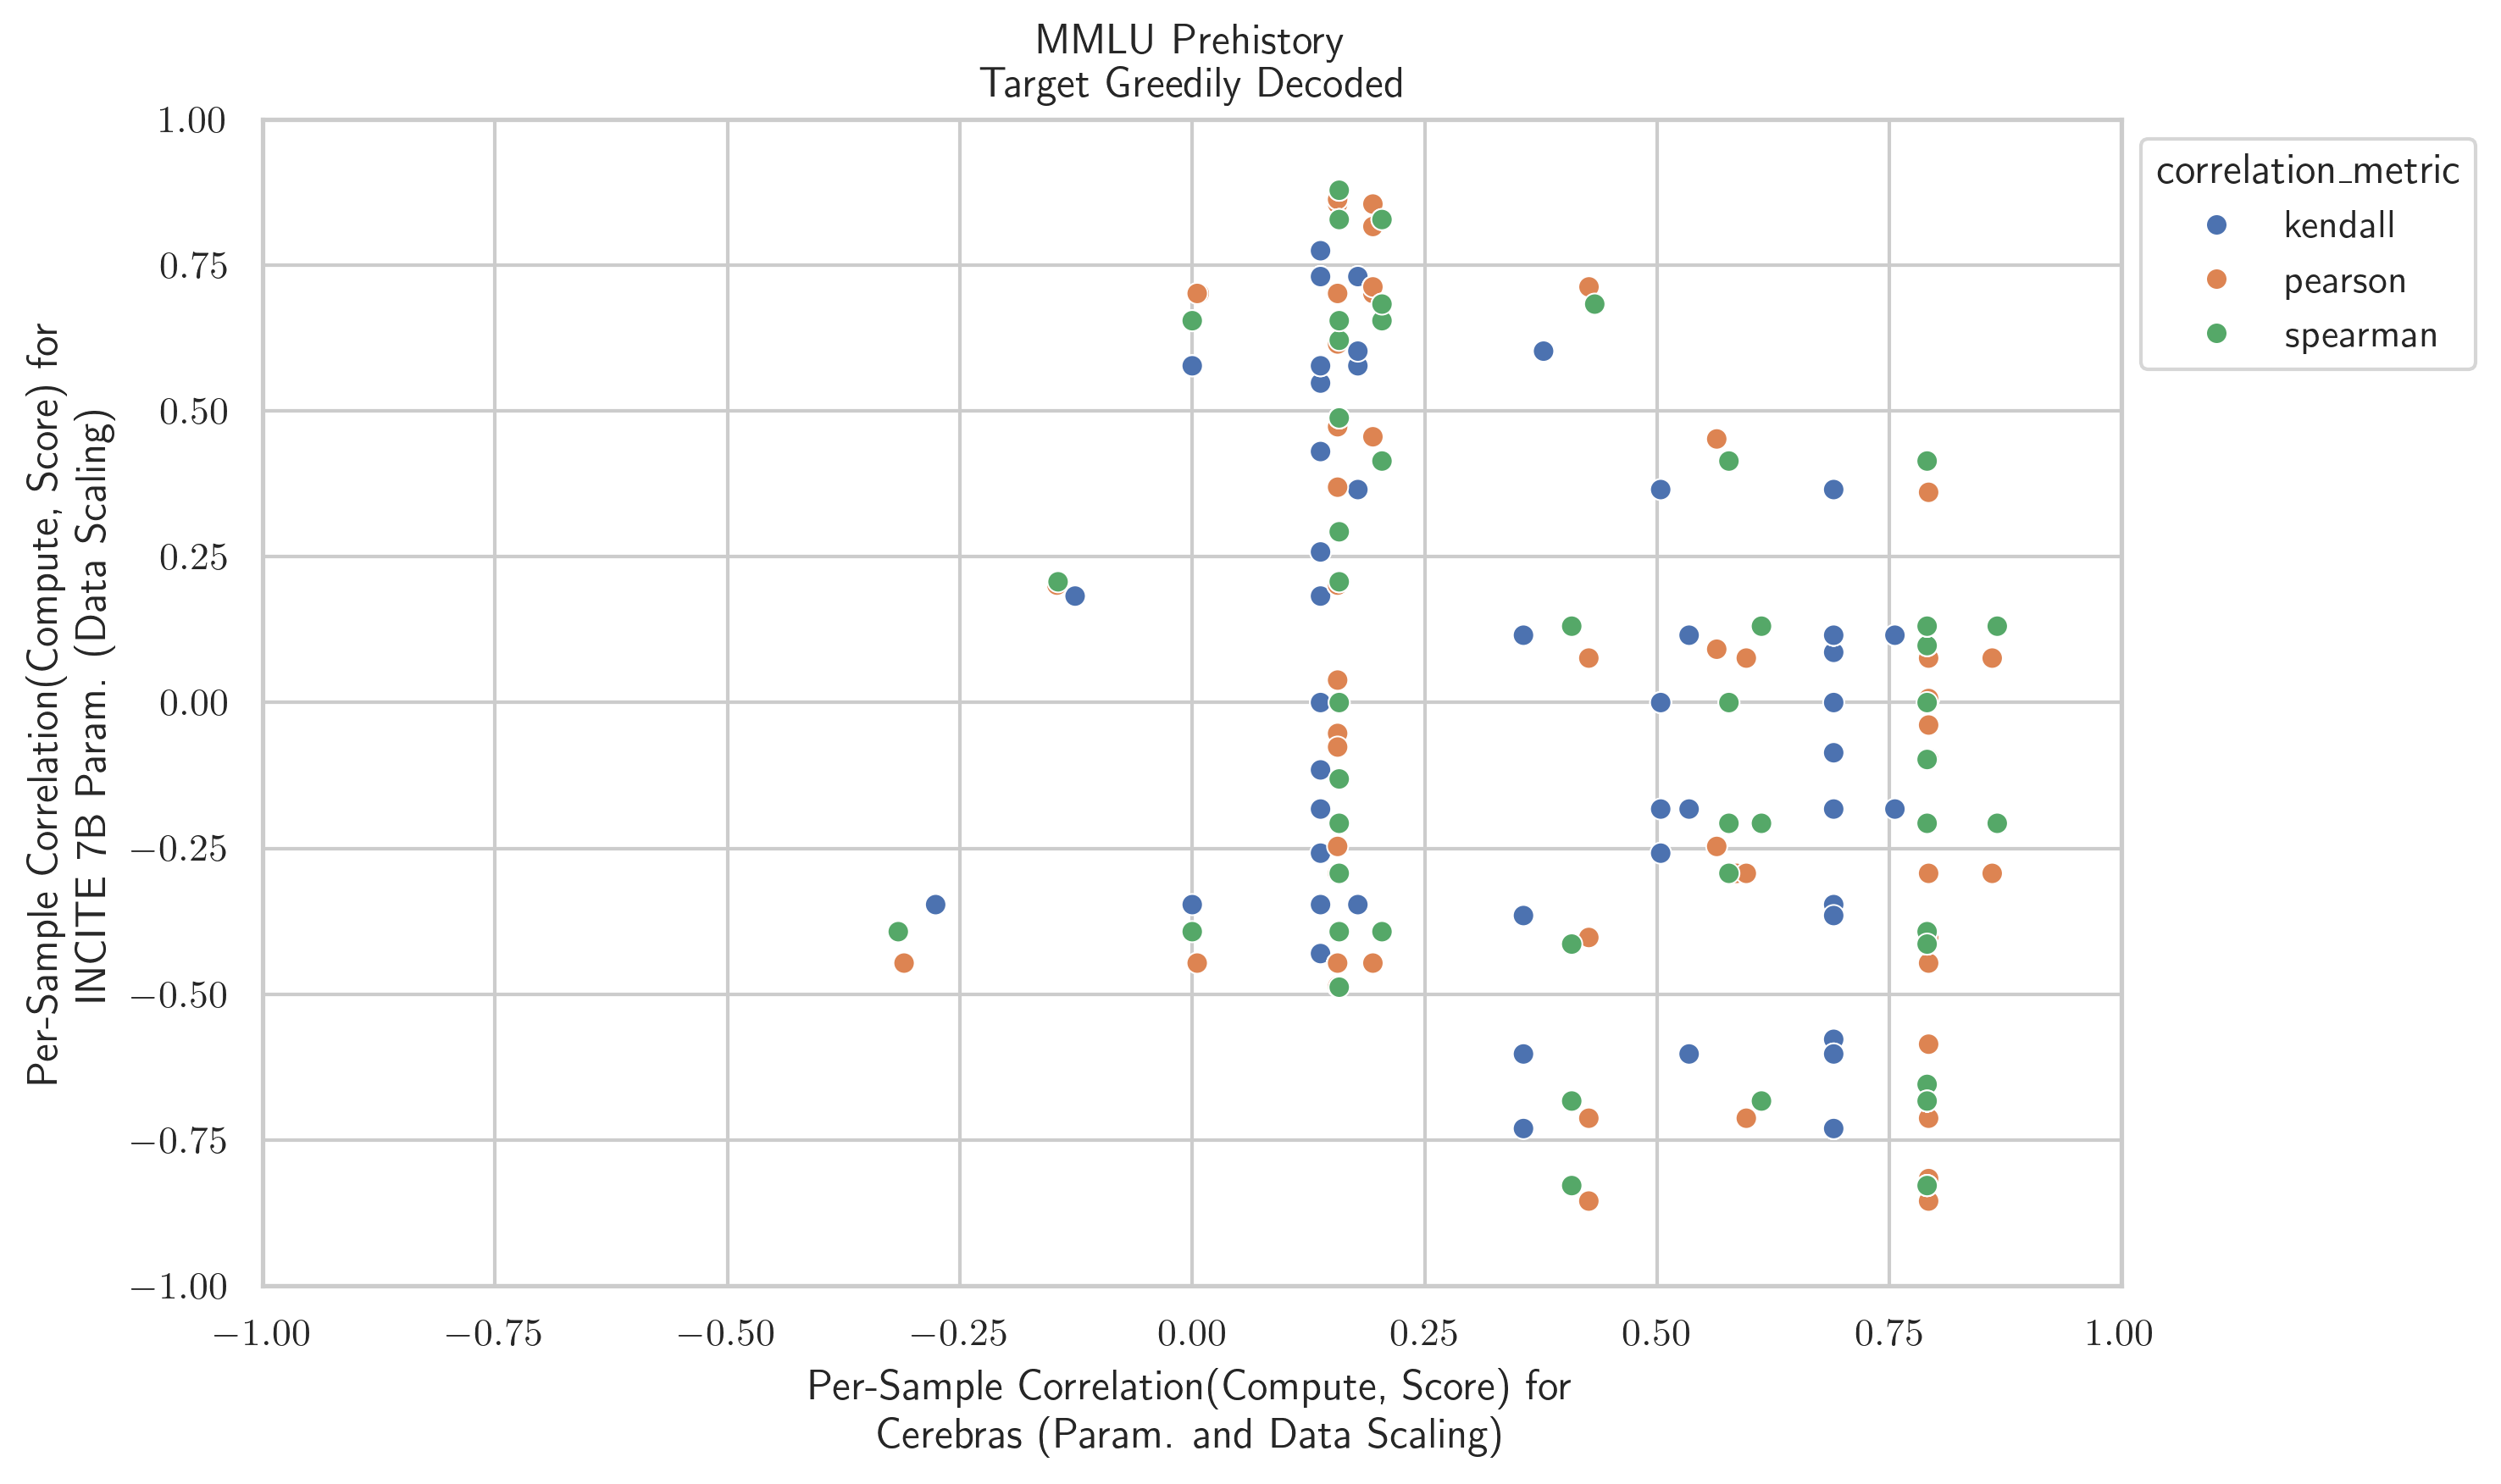 MMLU Prehistory
Target Greedily Decoded
1.00
0.75
0.50
0.25
0.00
−0.25
−0.50
−0.75
−1.00
Per-Sample Correlation(Compute, Score) for
INCITE 7B Param. (Data Scaling)
−1.00 −0.75 −0.50 −0.25 0.00 0.25 0.50 0.75 1.00
Per-Sample Correlation(Compute, Score) for
Cerebras (Param. and Data Scaling)
correlation_metric
kendall
pearson
spearman